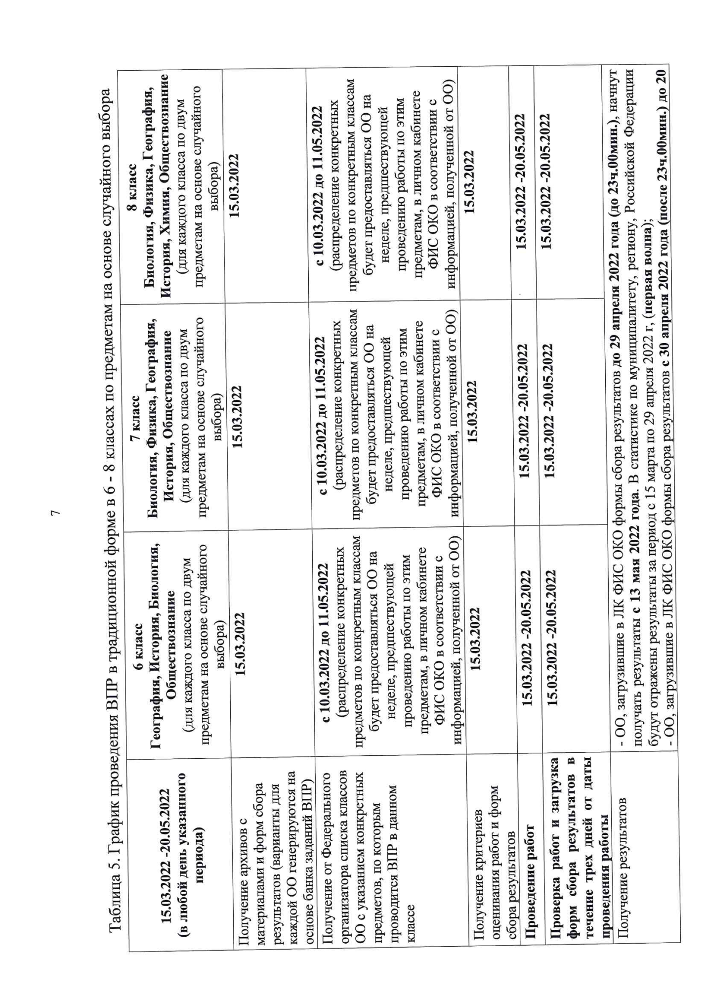 7
Таблица 5. График проведения ВПР в традиционной форме в 6 - 8 классах по предметам на основе случайного выбора
15.03.2022 -20.05.2022
(в любой день указанного
периода)
6 класс
География, История, Биология,
Обществознание
(для каждого класса по двум
предметам на основе случайного
выбора)
7 класс
Биология, Физика, География,
История, Обществознание
(для каждого класса по двум
предметам на основе случайного
выбора)
8 класс
Биология, Физика, География,
История, Химия, Обществознание
(для каждого класса по двум
предметам на основе случайного
выбора)
Получение архивов с
материалами и форм сбора
результатов (варианты для
каждой ОО генерируются на
основе банка заданий ВПР)
15.03.2022
15.03.2022
15.03.2022
Получение от Федерального
организатора списка классов
ОО с указанием конкретных
предметов, по которым
проводится ВПР в данном
классе
с 10.03.2022 до 11.05.2022
(распределение конкретных
предметов по конкретным классам
будет предоставляться ОО на
неделе, предшествующей
проведению работы по этим
предметам, в личном кабинете
ФИС ОКО в соответствии с
информацией, полученной от ОО)
с 10.03.2022 до 11.05.2022
(распределение конкретных
предметов по конкретным классам
будет предоставляться ОО на
неделе, предшествующей
проведению работы по этим
предметам, в личном кабинете
ФИС ОКО в соответствии с
информацией, полученной от ОО)
с 10.03.2022 до 11.05.2022
(распределение конкретных
предметов по конкретным классам
будет предоставляться ОО на
неделе, предшествующей
проведению работы по этим
предметам, в личном кабинете
ФИС ОКО в соответствии с
информацией, полученной от ОО)
Получение критериев
оценивания работ и форм
сбора результатов
15.03.2022
15.03.2022
15.03.2022
Проведение работ
15.03.2022 -20.05.2022
15.03.2022 -20.05.2022
15.03.2022 -20.05.2022
Проверка работ и загрузка
форм сбора результатов в
течение трех дней от даты
проведения работы
15.03.2022 -20.05.2022
15.03.2022 -20.05.2022
15.03.2022 -20.05.2022
Получение результатов
- ОО, загрузившие в ЛК ФИС ОКО формы сбора результатов до 29 апреля 2022 года (до 23ч.00мин.), начнут
получать результаты с 13 мая 2022 года. В статистике по муниципалитету, региону, Российской Федерации
будут отражены результаты за период с 15 марта по 29 апреля 2022 г, (первая волна);
- ОО, загрузившие в ЛК ФИС ОКО формы сбора результатов с 30 апреля 2022 года (после 23ч.00мин.) до 20